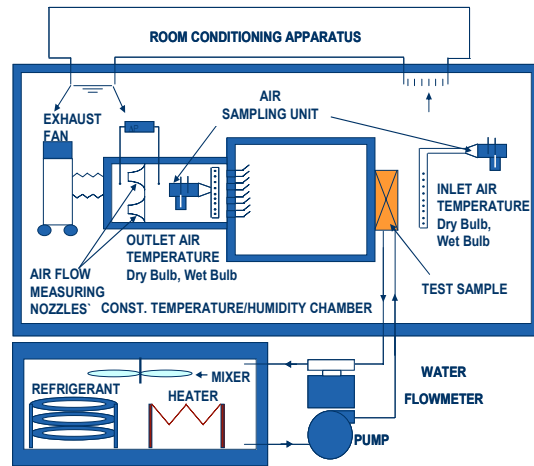 ROOM CONDITIONING APPARATUS
EXHAUST
FAN
ΔP
AIR
SAMPLING UNIT
INLET AIR
TEMPERATURE
Dry Bulb,
Wet Bulb
OUTLET AIR
TEMPERATURE
Dry Bulb, Wet Bulb
AIR FLOW
MEASURING
NOZZLES`
TEST SAMPLE
CONST. TEMPERATURE/HUMIDITY CHAMBER
MIXER
REFRIGERANT
HEATER
WATER
FLOWMETER
PUMP